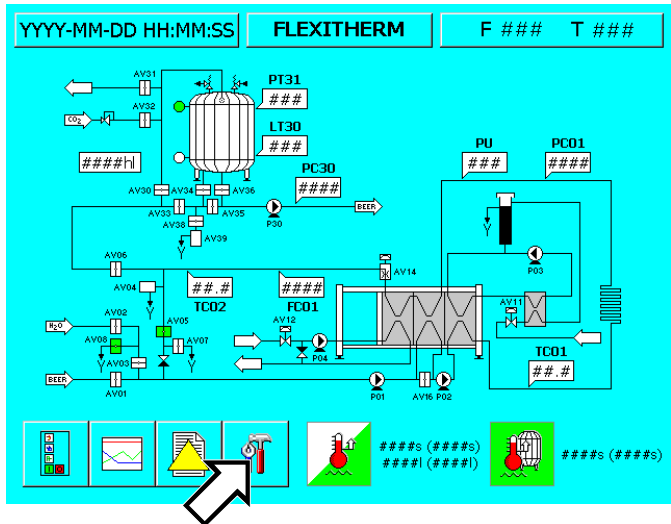 YYYY-MM-DD HH:MM:SS FLEXITHERM F ### T ###
AV31
PT31
###
AV32
CO2
LT30
###
####hl
PU
###
PC01
####
PC30
####
AV30 AV34 AV36
AV33 AV35
BEER
AV38
P30
AV39
P03
AV06
AV14
AV04
##.#
TC02
####
FC01
AV11
AV02
AV05
AV12
H2O
AV08
AV07
P04
AV03
TC01
##.#
BEER
AV01
P01
AV16
P02
####s (####s)
####l (####l)
####s (####s)